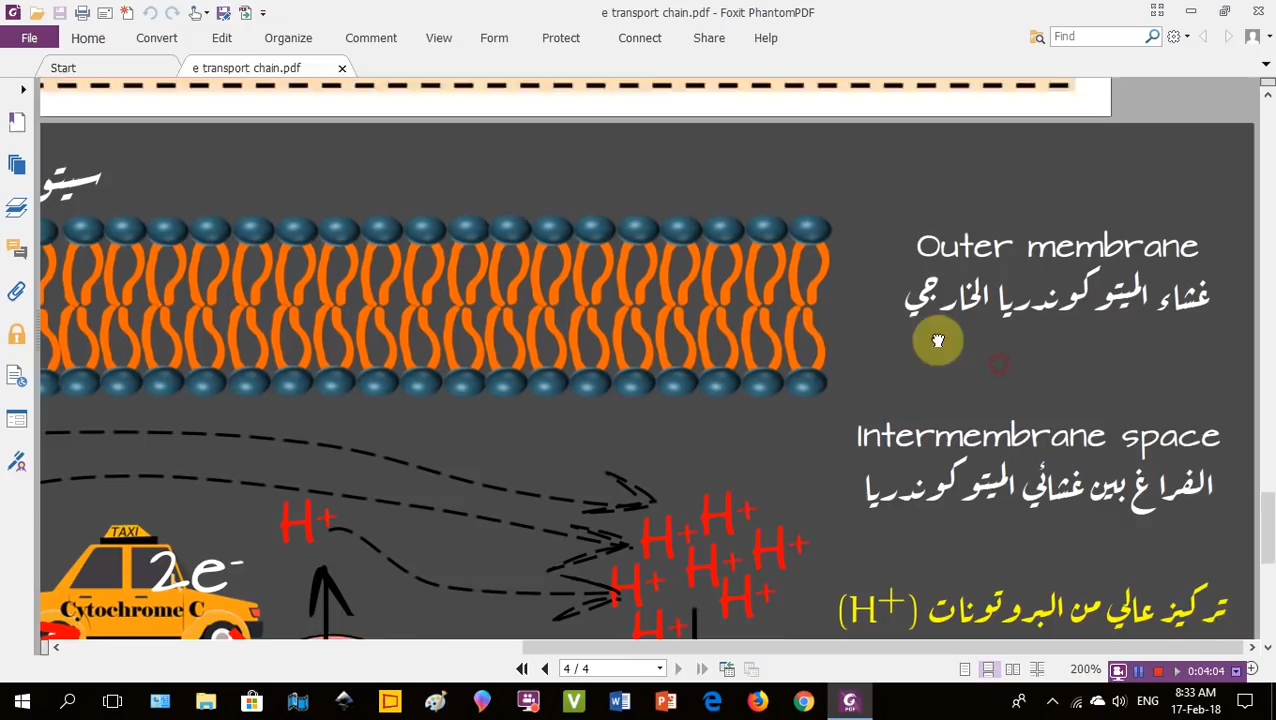 e transport chain.pdf - Foxit PhantomPDF
File Home Convert Edit Organize Comment View Form Protect Connect Share Help
Find
Start
e transport chain.pdf
سيتو
Outer membrane
غشاء الميتوكوندريا الخارجي
Intermembrane space
الفراغ بين غشائي الميتوكوندريا
H+
H+
H+
H+
H+
H+
H+
H+
TAXI
2e-
Cytochrome C
تركيز عالي من البروتونات (H+)
4 / 4
200%
0:04:04
ENG
8:33 AM
17-Feb-18